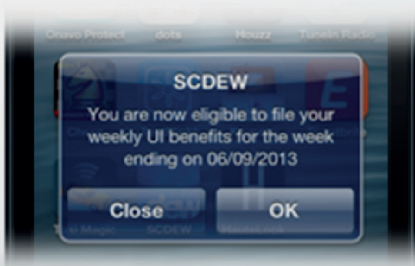 Onavo Protect dots Houzz TuneIn Radio
SCDEW
You are now eligible to file your
weekly UI benefits for the week
ending on 06/09/2013
Close OK
SCDEW